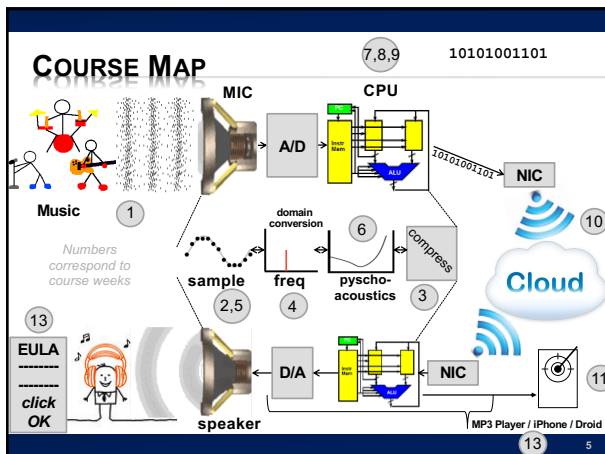 7,8,9
10101001101
COURSE MAP
MIC
CPU
PC
Instr
Mem
ALU
A/D
10101001101
NIC
Music
1
10
domain
conversion
6
compress
Numbers
correspond to
course weeks
sample
freq
pyscho-
acoustics
3
Cloud
2,5
4
13
EULA
--------
--------
click
OK
D/A
PC
Instr
Mem
ALU
NIC
11
speaker
MP3 Player / iPhone / Droid
13
5